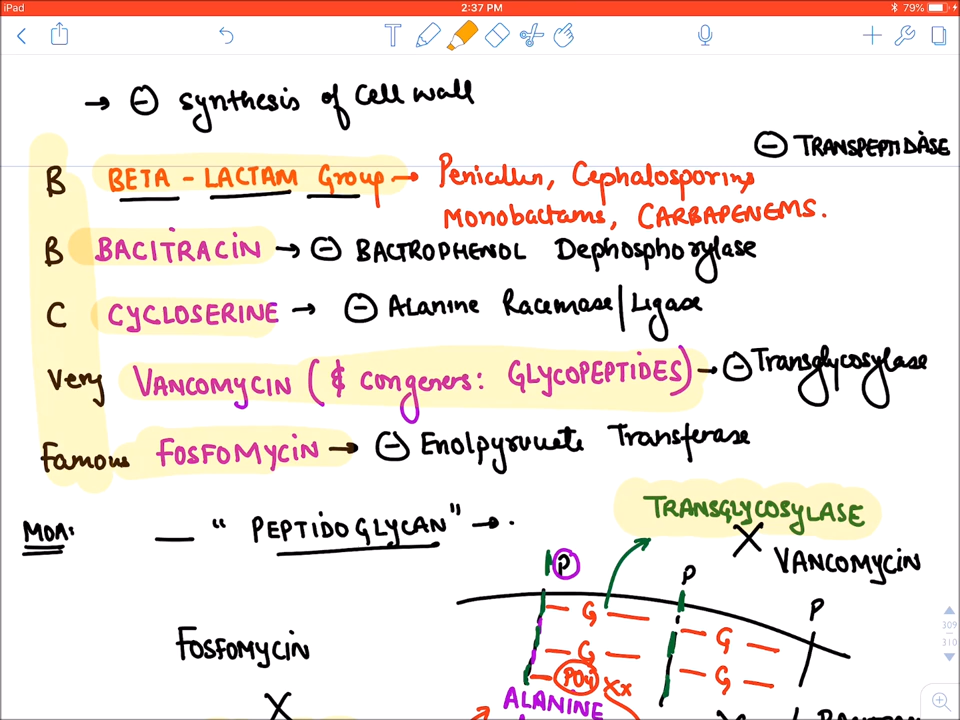 iPad 2:37 PM 79%
→ ⊖ Synthesis of Cell wall
⊖ TRANSPEPTIDASE
B BETA - LACTAM Group → Penicillin, Cephalosporins,
Monobactams, CARBAPENEMS.
B BACITRACIN → ⊖ BACTROPHENOL Dephosphorylase
C CYCLOSERINE → ⊖ Alanine Racemase/Ligase
Very VANCOMYCIN (& congeners: GLYCOPEPTIDES) → ⊖ Transglycosylase
Famous FOSFOMYCIN → ⊖ Enolpyruvate Transferase
MOA: — " PEPTIDOGLYCAN" → .
TRANSGLYCOSYLASE
X
VANCOMYCIN
P P P
G G
G G
PO4 Xx
FOSFOMYCIN
X
ALANINE
T
309
310